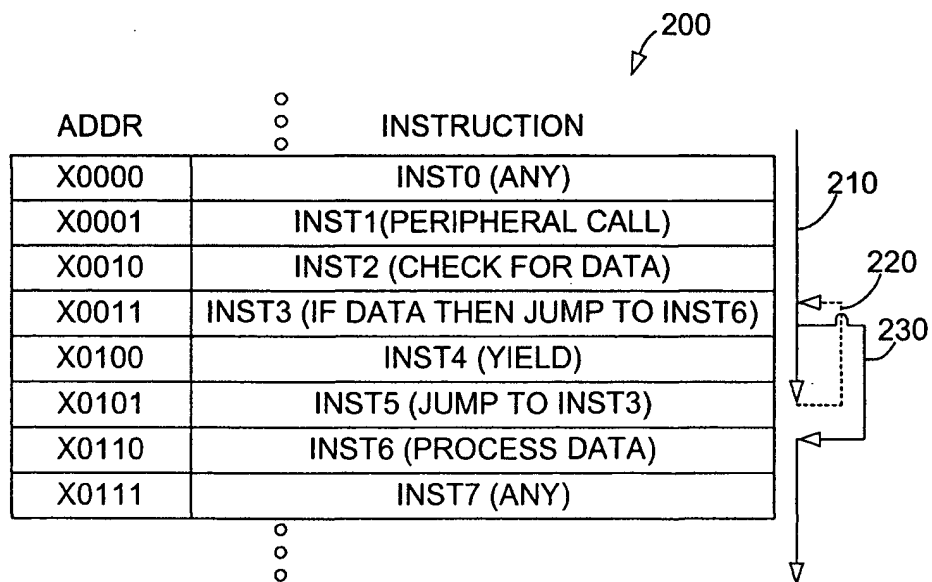 200
ADDR INSTRUCTION
X0000 INST0 (ANY)
210
X0001 INST1(PERIPHERAL CALL)
X0010 INST2 (CHECK FOR DATA)
220
X0011 INST3 (IF DATA THEN JUMP TO INST6)
230
X0100 INST4 (YIELD)
X0101 INST5 (JUMP TO INST3)
X0110 INST6 (PROCESS DATA)
X0111 INST7 (ANY)